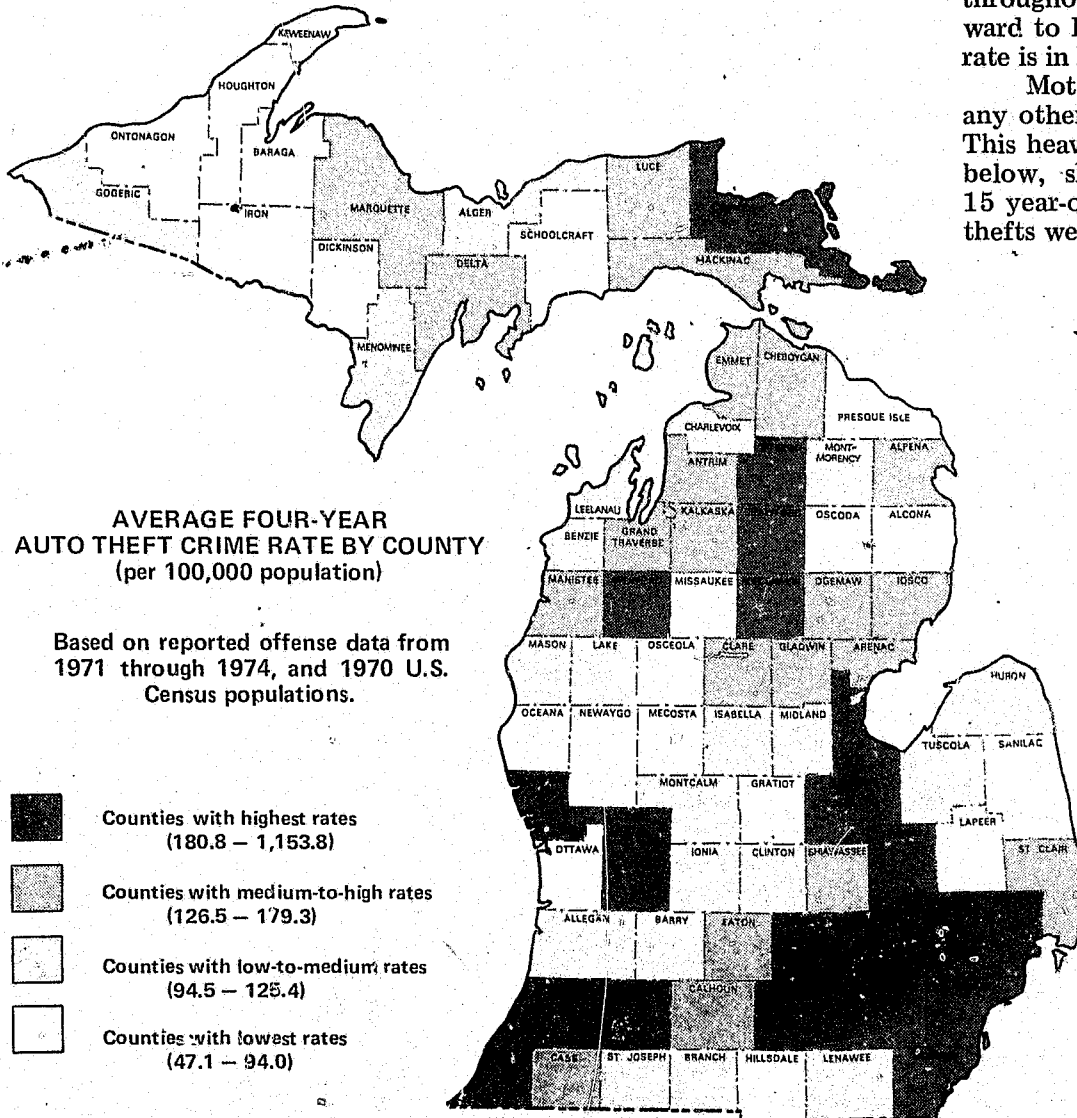 througho
ward to
rate is in
Mot
any other
This heav
below, s
15 year-o
thefts we
KEWEENAW
HOUGHTON
ONTONAGON
BARAGA
GOGEBIC
IRON
MARQUETTE
ALGER
LUCE
SCHOOLCRAFT
DICKINSON
DELTA
MACKINAC
MENOMINEE
EMMET
CHEBOYGAN
PRESQUE ISLE
CHARLEVOIX
ANTRIM
MONT-
MORENCY
ALPENA
LEELANAU
KALKASKA
OSCODA
ALCONA
BENZIE
GRAND
TRAVERSE
MANISTEE
MISSAUKEE
OGEMAW
IOSCO
MASON
LAKE
OSCEOLA
CLARE
GLADWIN
ARENAC
HURON
OCEANA
NEWAYGO
MECOSTA
ISABELLA
MIDLAND
TUSCOLA
SANILAC
MONTCALM
GRATIOT
LAPEER
OTTAWA
IONIA
CLINTON
SHIAWASSEE
ST. CLAIR
ALLEGAN
BARRY
EATON
CALHOUN
CASS
ST. JOSEPH
BRANCH
HILLSDALE
LENAWEE
AVERAGE FOUR-YEAR
AUTO THEFT CRIME RATE BY COUNTY
(per 100,000 population)
Based on reported offense data from
1971 through 1974, and 1970 U.S.
Census populations.
Counties with highest rates
(180.8 – 1,153.8)
Counties with medium-to-high rates
(126.5 – 179.3)
Counties with low-to-medium rates
(94.5 – 125.4)
Counties with lowest rates
(47.1 – 94.0)